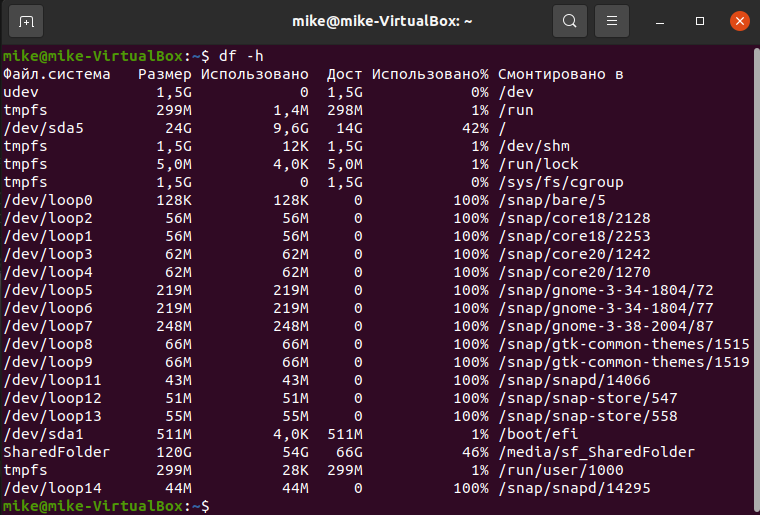 mike@mike-VirtualBox: ~
mike@mike-VirtualBox:~$ df -h
Файл.система   Размер Использовано  Дост Использовано% Cмонтировано в
udev             1,5G            0  1,5G            0% /dev
tmpfs            299M         1,4M  298M            1% /run
/dev/sda5         24G         9,6G   14G           42% /
tmpfs            1,5G          12K  1,5G            1% /dev/shm
tmpfs            5,0M         4,0K  5,0M            1% /run/lock
tmpfs            1,5G            0  1,5G            0% /sys/fs/cgroup
/dev/loop0       128K         128K     0          100% /snap/bare/5
/dev/loop2        56M          56M     0          100% /snap/core18/2128
/dev/loop1        56M          56M     0          100% /snap/core18/2253
/dev/loop3        62M          62M     0          100% /snap/core20/1242
/dev/loop4        62M          62M     0          100% /snap/core20/1270
/dev/loop5       219M         219M     0          100% /snap/gnome-3-34-1804/72
/dev/loop6       219M         219M     0          100% /snap/gnome-3-34-1804/77
/dev/loop7       248M         248M     0          100% /snap/gnome-3-38-2004/87
/dev/loop8        66M          66M     0          100% /snap/gtk-common-themes/1515
/dev/loop9        66M          66M     0          100% /snap/gtk-common-themes/1519
/dev/loop11       43M          43M     0          100% /snap/snapd/14066
/dev/loop12       51M          51M     0          100% /snap/snap-store/547
/dev/loop13       55M          55M     0          100% /snap/snap-store/558
/dev/sda1        511M         4,0K  511M            1% /boot/efi
SharedFolder     120G          54G   66G           46% /media/sf_SharedFolder
tmpfs            299M          28K  299M            1% /run/user/1000
/dev/loop14       44M          44M     0          100% /snap/snapd/14295
mike@mike-VirtualBox:~$